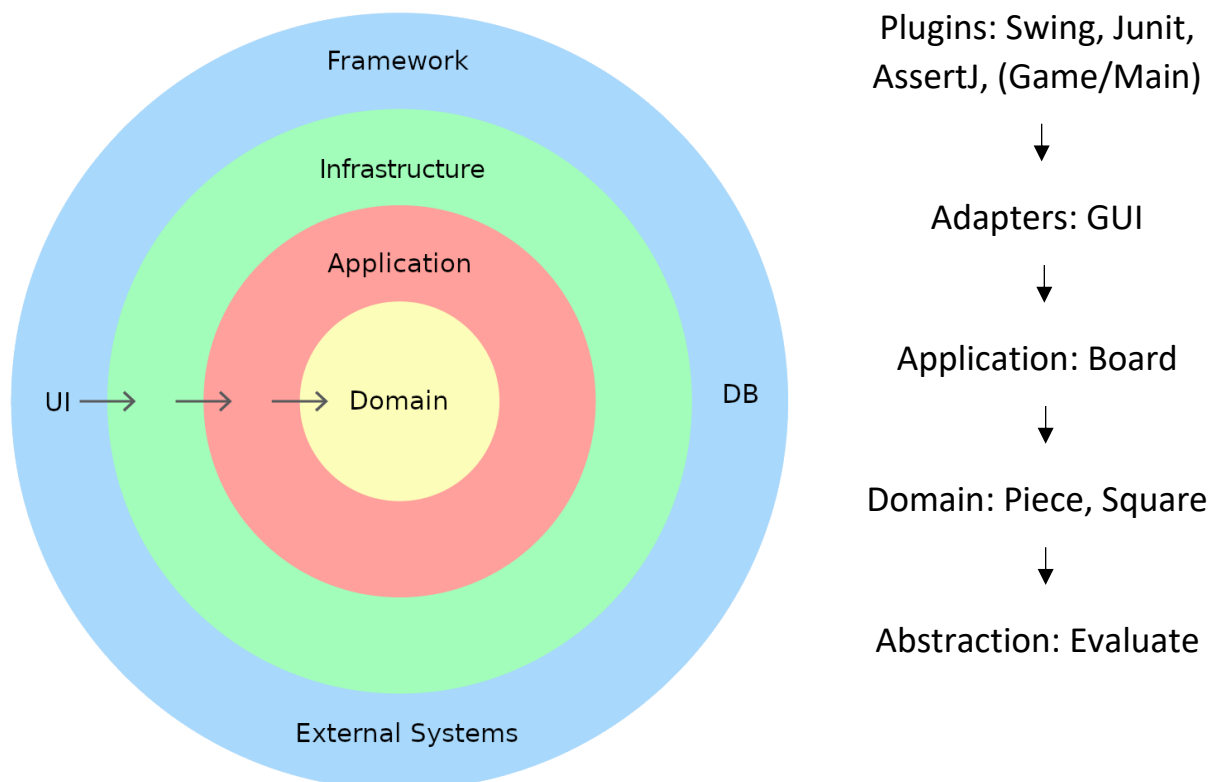 Framework
Infrastructure
Application
UI
Domain
DB
External Systems
Plugins: Swing, Junit,
AssertJ, (Game/Main)
Adapters: GUI
Application: Board
Domain: Piece, Square
Abstraction: Evaluate